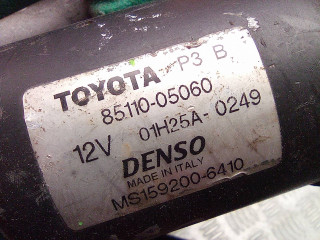 TOYOTA P3 B
85110-05060
12V 01H25A-0249
DENSO
MADE IN ITALY
MS159200-6410